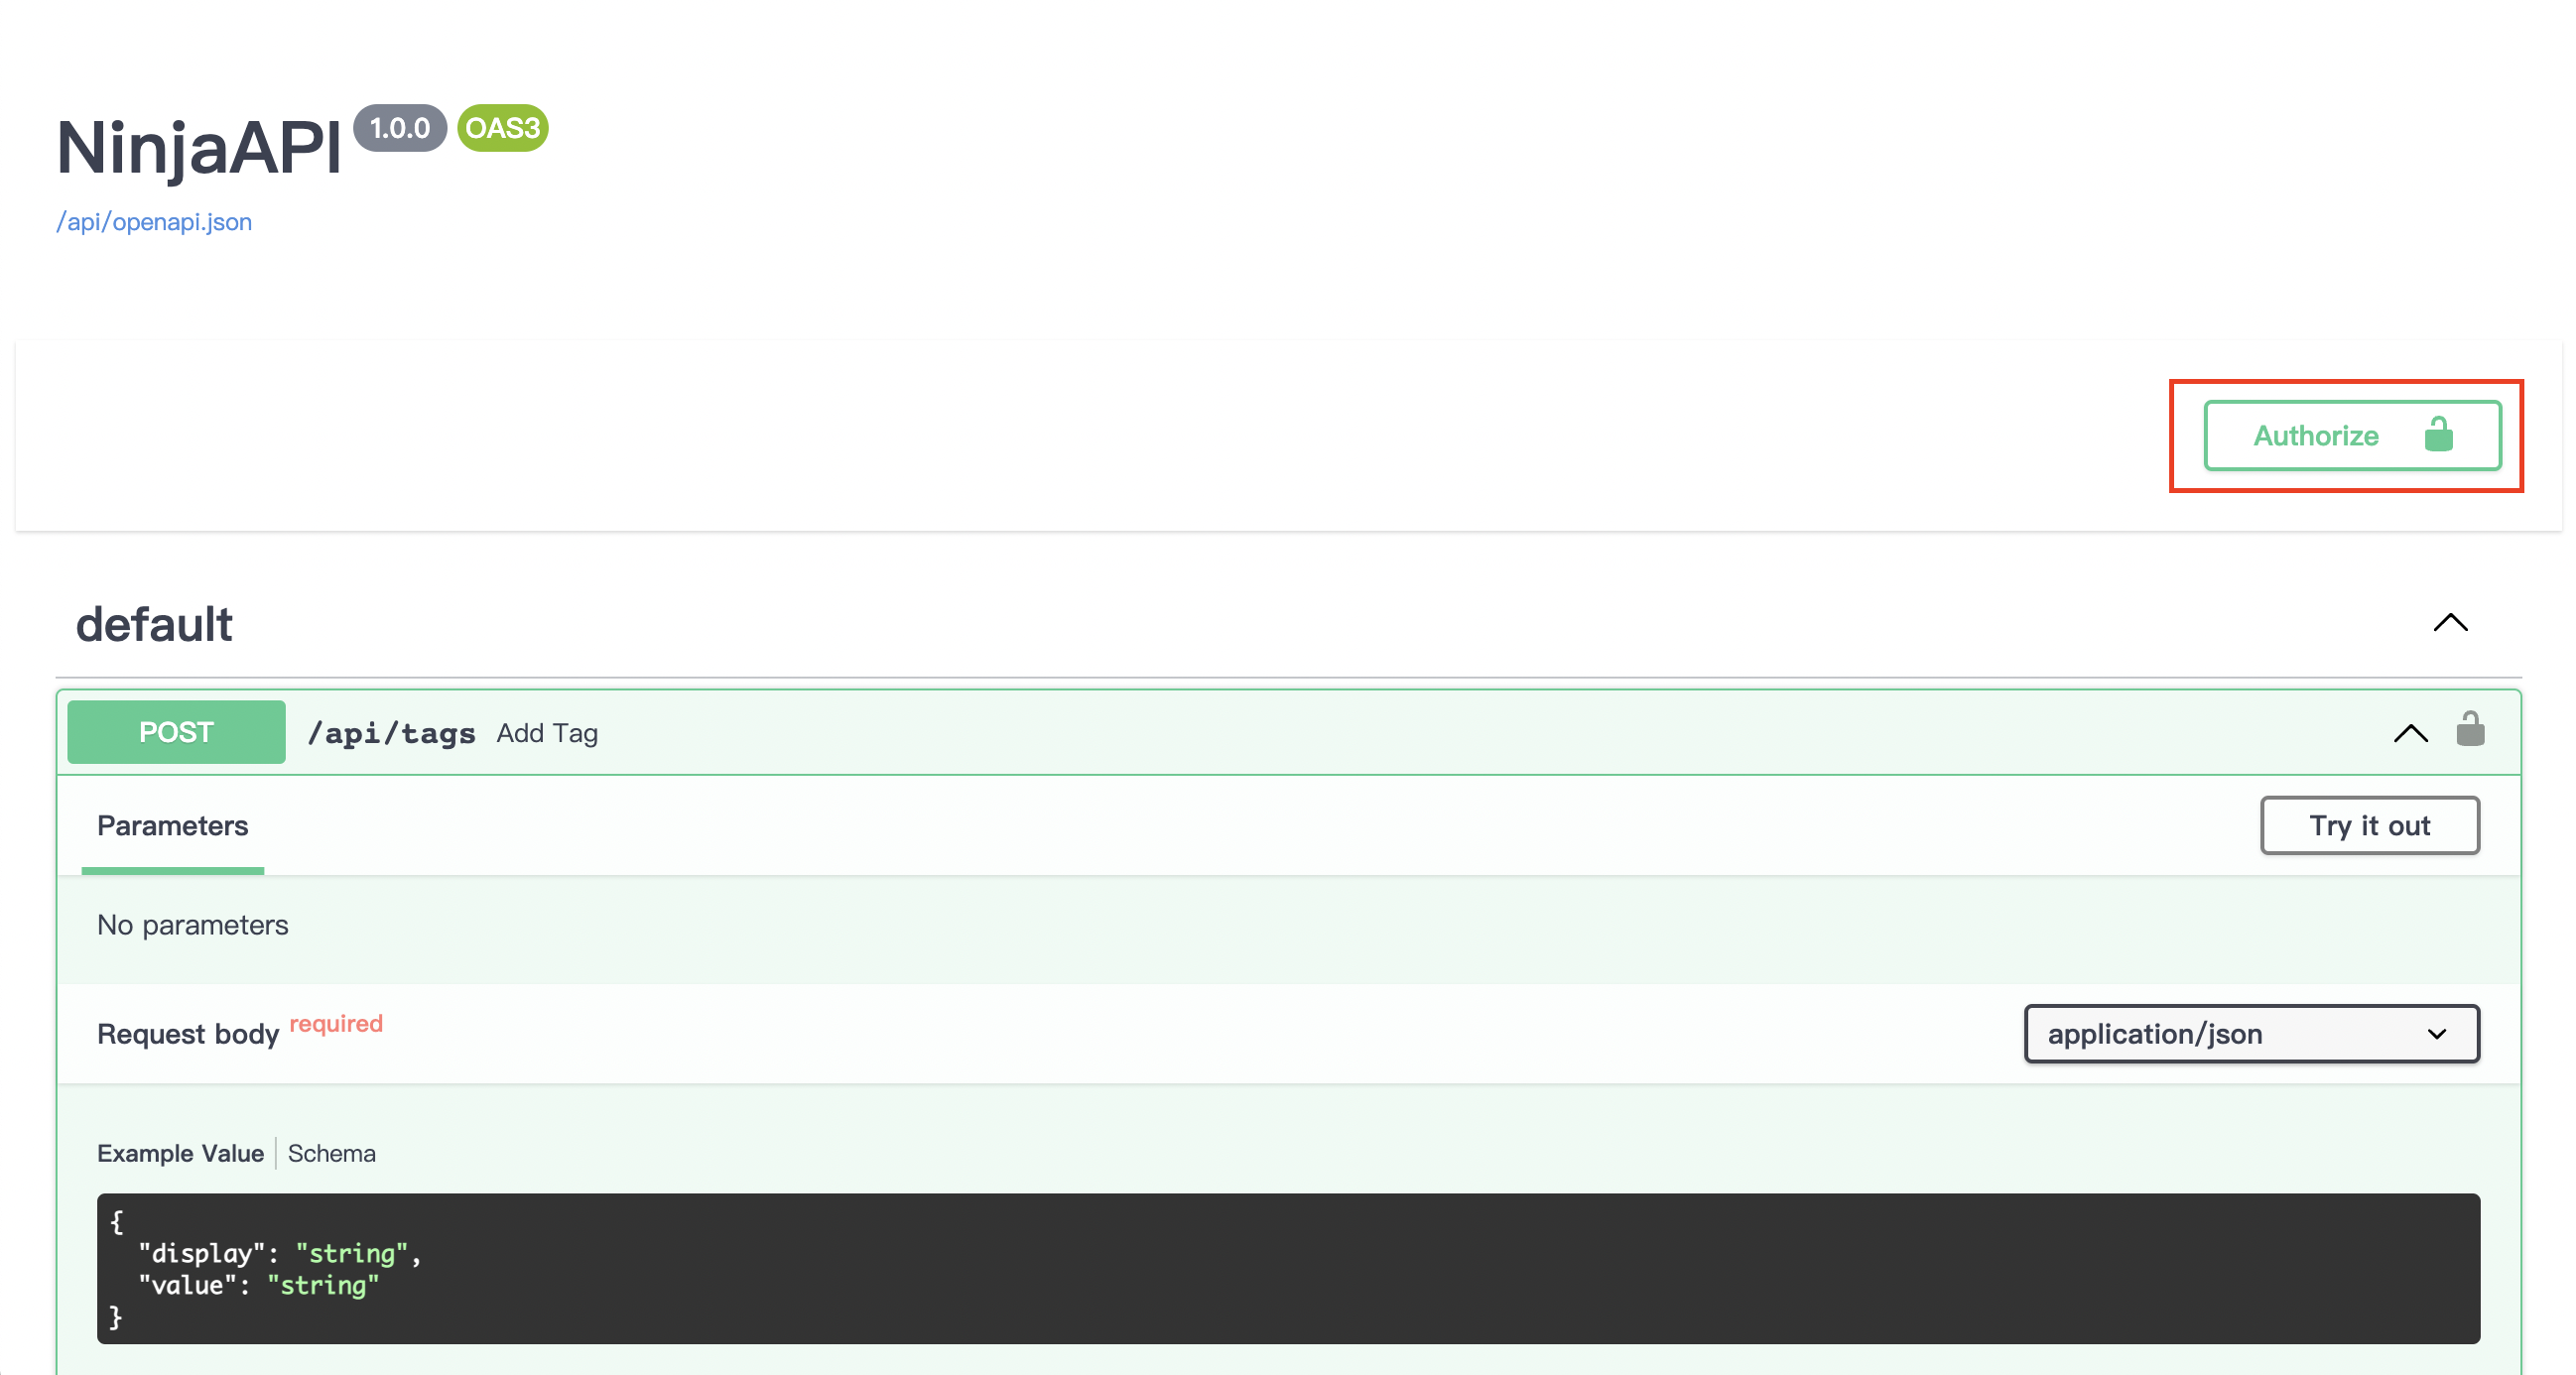 NinjaAPI 1.0.0 OAS3
/api/openapi.json
Authorize
default
POST /api/tags Add Tag
Parameters
Try it out
No parameters
Request body required
application/json
Example Value Schema
{
  "display": "string",
  "value": "string"
}